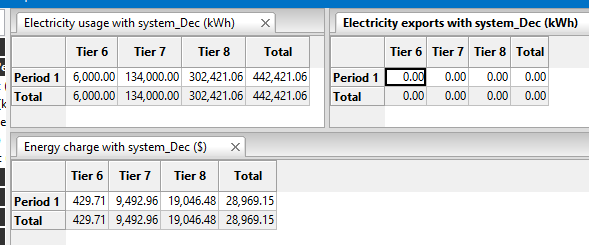 Electricity usage with system_Dec (kWh)
Tier 6 Tier 7 Tier 8 Total
Period 1 6,000.00 134,000.00 302,421.06 442,421.06
Total 6,000.00 134,000.00 302,421.06 442,421.06
Electricity exports with system_Dec (kWh)
Tier 6 Tier 7 Tier 8 Total
Period 1 0.00 0.00 0.00 0.00
Total 0.00 0.00 0.00 0.00
Energy charge with system_Dec ($)
Tier 6 Tier 7 Tier 8 Total
Period 1 429.71 9,492.96 19,046.48 28,969.15
Total 429.71 9,492.96 19,046.48 28,969.15